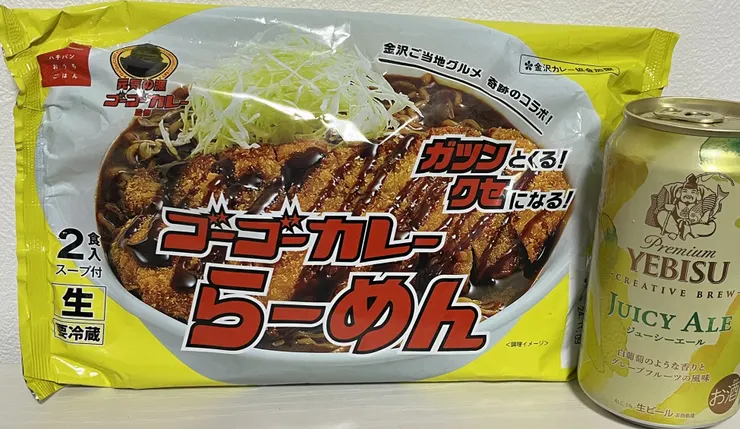 ハチバン
おうち
ごはん
元気の源
ゴーゴーカレー
監修
金沢ご当地グルメ 奇跡のコラボ!
金沢カレー協会加盟
ガツンとくる!
クセになる!
ゴーゴーカレー
らーめん
2食入
スープ付
生
要冷蔵
<調理イメージ>
Premium
YEBISU
CREATIVE BREW
JUICY ALE
ジューシーエール
白葡萄のような香りと
グレープフルーツの風味
生ビール
お酒